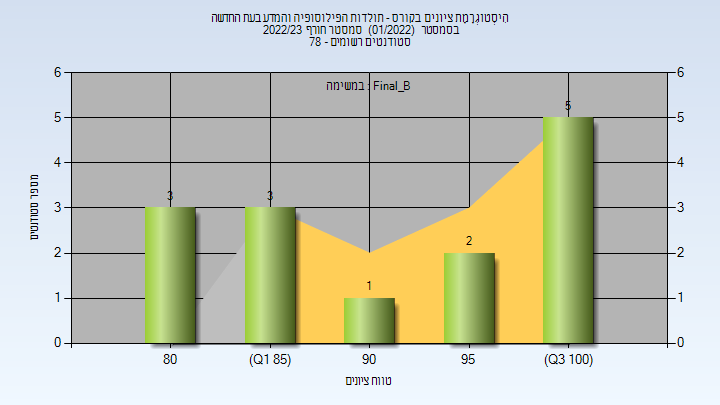 הִיסְטוֹגְרָמַת ציונים בקורס - תולדות הפילוסופיה והמדע בעת החדשה
בסמסטר (01/2022) סמסטר חורף 2022/23
סטודנטים רשומים - 78
במשימה : Final_B
6
5
4
3
2
1
0
6
5
4
3
2
1
0
3
3
1
2
5
מספר סטודנטים
80
(Q1 85)
90
95
(Q3 100)
טווח ציונים